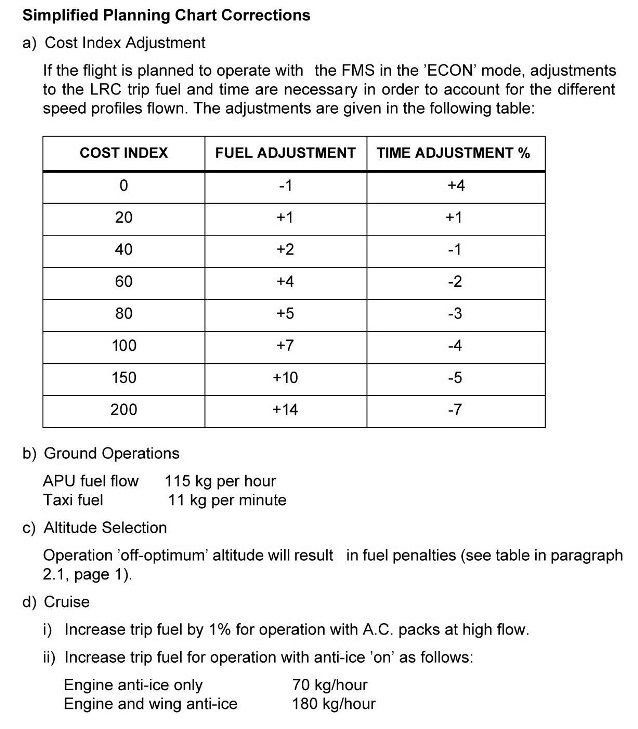 Simplified Planning Chart Corrections
a) Cost Index Adjustment
If the flight is planned to operate with the FMS in the 'ECON' mode, adjustments
to the LRC trip fuel and time are necessary in order to account for the different
speed profiles flown. The adjustments are given in the following table:
COST INDEX FUEL ADJUSTMENT TIME ADJUSTMENT %
0 -1 +4
20 +1 +1
40 +2 -1
60 +4 -2
80 +5 -3
100 +7 -4
150 +10 -5
200 +14 -7
b) Ground Operations
APU fuel flow 115 kg per hour
Taxi fuel 11 kg per minute
c) Altitude Selection
Operation 'off-optimum' altitude will result in fuel penalties (see table in paragraph
2.1, page 1).
d) Cruise
i) Increase trip fuel by 1% for operation with A.C. packs at high flow.
ii) Increase trip fuel for operation with anti-ice 'on' as follows:
Engine anti-ice only 70 kg/hour
Engine and wing anti-ice 180 kg/hour